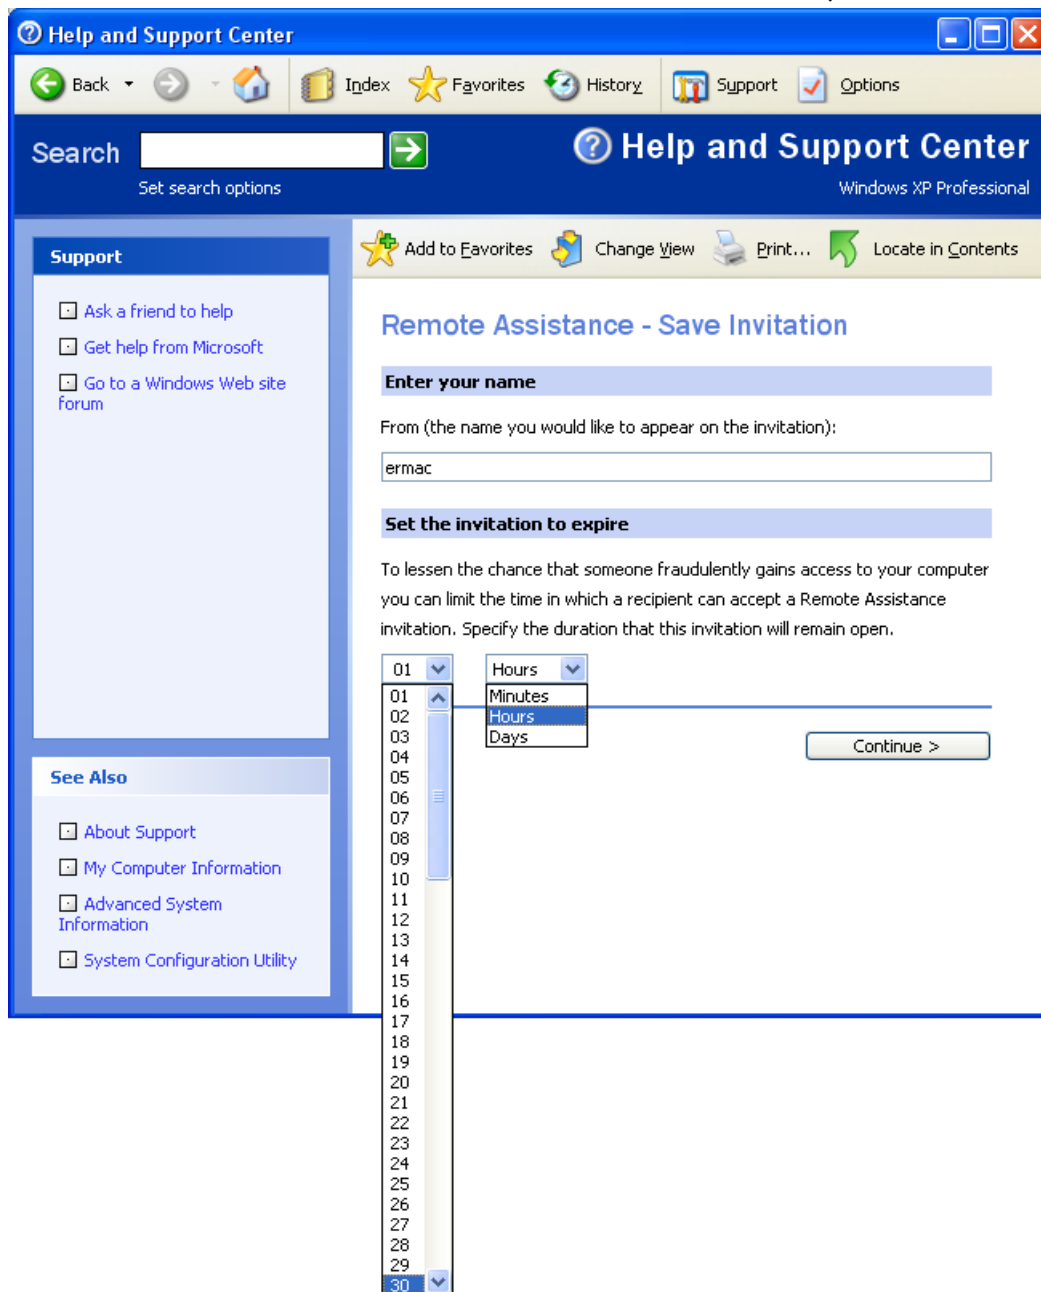 Help and Support Center
Back Index Favorites History Support Options
Search
Help and Support Center
Set search options
Windows XP Professional
Support
Ask a friend to help
Get help from Microsoft
Go to a Windows Web site
forum
See Also
About Support
My Computer Information
Advanced System
Information
System Configuration Utility
Add to Favorites Change View Print... Locate in Contents
Remote Assistance - Save Invitation
Enter your name
From (the name you would like to appear on the invitation):
ermac
Set the invitation to expire
To lessen the chance that someone fraudulently gains access to your computer
you can limit the time in which a recipient can accept a Remote Assistance
invitation. Specify the duration that this invitation will remain open.
01 Hours
01
02
03
04
05
06
07
08
09
10
11
12
13
14
15
16
17
18
19
20
21
22
23
24
25
26
27
28
29
30
Minutes
Hours
Days
Continue >